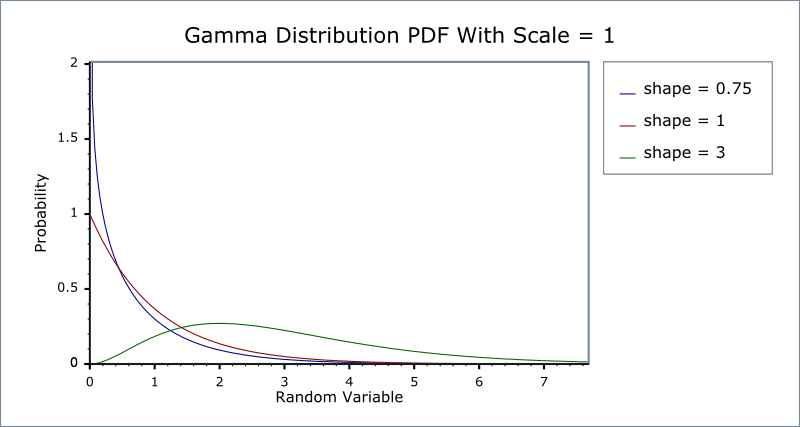 Gamma Distribution PDF With Scale = 1
shape = 0.75
shape = 1
shape = 3
Probability
2
1.5
1
0.5
0
0 1 2 3 4 5 6 7
Random Variable